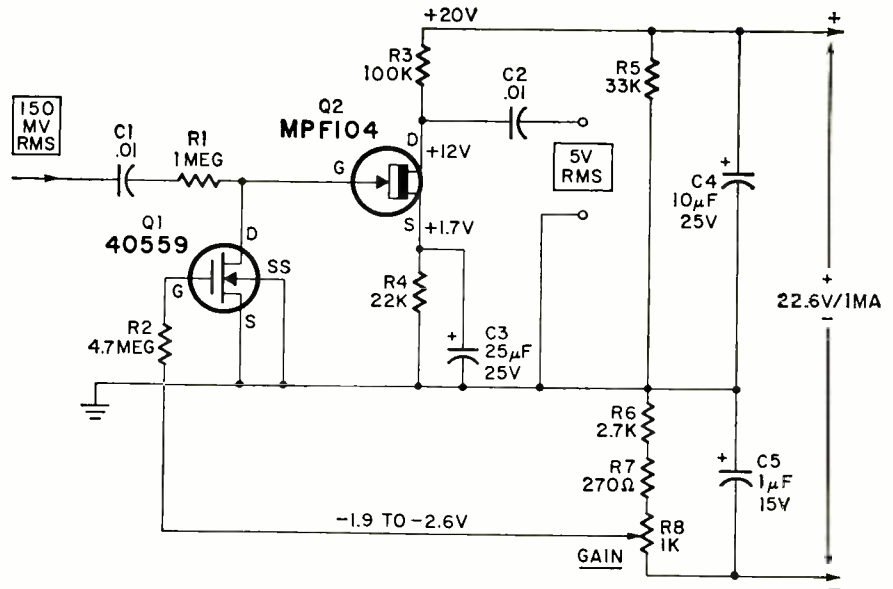 +20V
R3
100K
C2
.01
R5
33K
+
150
MV
RMS
C1
.01
R1
1MEG
Q2
MPF104
D
+12V
G
5V
RMS
+
C4
10µF
25V
Q1
40559
D
SS
G
S
S
+1.7V
R4
22K
+
22.6V/1MA
−
R2
4.7MEG
+
C3
25µF
25V
R6
2.7K
R7
270Ω
+
C5
1µF
15V
-1.9 TO -2.6V
R8
1K
GAIN
−